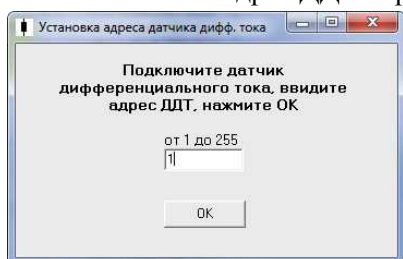 Установка адреса датчика дифф. тока
Подключите датчик
дифференциального тока, ввидите
адрес ДДТ, нажмите ОК
от 1 до 255
1
OK